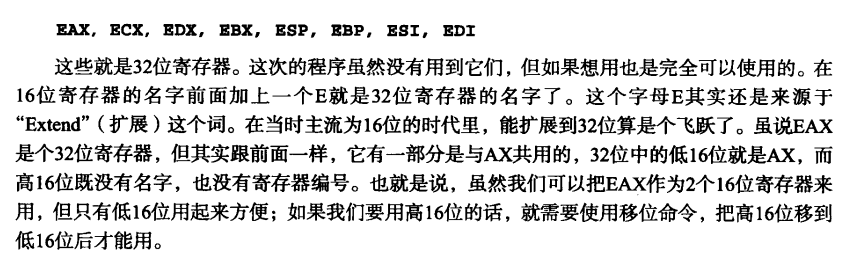 EAX, ECX, EDX, EBX, ESP, EBP, ESI, EDI
这些就是32位寄存器。这次的程序虽然没有用到它们，但如果想用也是完全可以使用的。在
16位寄存器的名字前面加上一个E就是32位寄存器的名字了。这个字母E其实还是来源于
“Extend”（扩展）这个词。在当时主流为16位的时代里，能扩展到32位算是个飞跃了。虽说EAX
是个32位寄存器，但其实跟前面一样，它有一部分是与AX共用的，32位中的低16位就是AX，而
高16位既没有名字，也没有寄存器编号。也就是说，虽然我们可以把EAX作为2个16位寄存器来
用，但只有低16位用起来方便；如果我们要用高16位的话，就需要使用移位命令，把高16位移到
低16位后才能用。